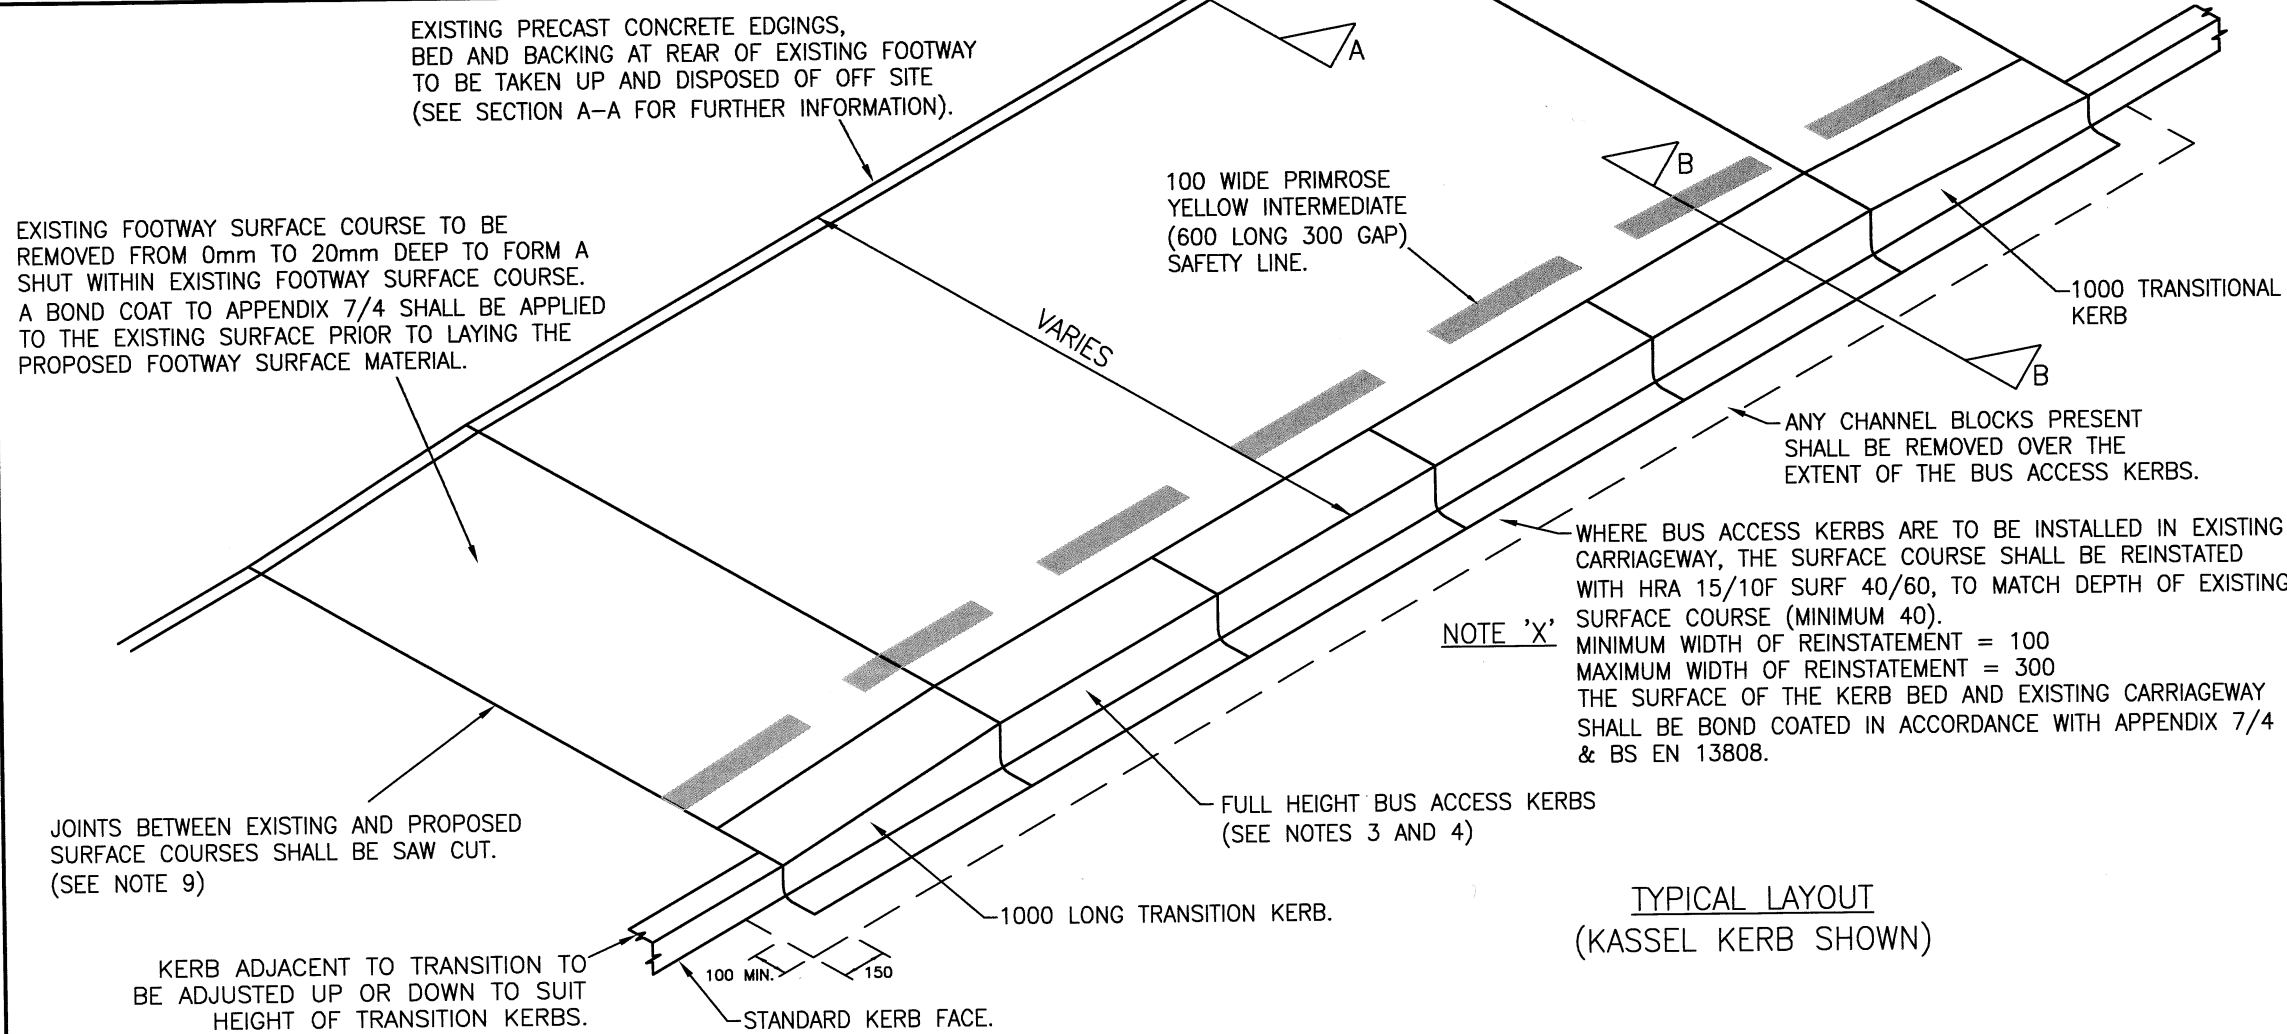 EXISTING PRECAST CONCRETE EDGINGS,
BED AND BACKING AT REAR OF EXISTING FOOTWAY
TO BE TAKEN UP AND DISPOSED OF OFF SITE
(SEE SECTION A-A FOR FURTHER INFORMATION).
A
EXISTING FOOTWAY SURFACE COURSE TO BE
REMOVED FROM 0mm TO 20mm DEEP TO FORM A
SHUT WITHIN EXISTING FOOTWAY SURFACE COURSE.
A BOND COAT TO APPENDIX 7/4 SHALL BE APPLIED
TO THE EXISTING SURFACE PRIOR TO LAYING THE
PROPOSED FOOTWAY SURFACE MATERIAL.
100 WIDE PRIMROSE
YELLOW INTERMEDIATE
(600 LONG 300 GAP)
SAFETY LINE.
B
VARIES
1000 TRANSITIONAL
KERB
B
ANY CHANNEL BLOCKS PRESENT
SHALL BE REMOVED OVER THE
EXTENT OF THE BUS ACCESS KERBS.
NOTE 'X'
WHERE BUS ACCESS KERBS ARE TO BE INSTALLED IN EXISTING
CARRIAGEWAY, THE SURFACE COURSE SHALL BE REINSTATED
WITH HRA 15/10F SURF 40/60, TO MATCH DEPTH OF EXISTING
SURFACE COURSE (MINIMUM 40).
MINIMUM WIDTH OF REINSTATEMENT = 100
MAXIMUM WIDTH OF REINSTATEMENT = 300
THE SURFACE OF THE KERB BED AND EXISTING CARRIAGEWAY
SHALL BE BOND COATED IN ACCORDANCE WITH APPENDIX 7/4
& BS EN 13808.
JOINTS BETWEEN EXISTING AND PROPOSED
SURFACE COURSES SHALL BE SAW CUT.
(SEE NOTE 9)
FULL HEIGHT BUS ACCESS KERBS
(SEE NOTES 3 AND 4)
1000 LONG TRANSITION KERB.
KERB ADJACENT TO TRANSITION TO
BE ADJUSTED UP OR DOWN TO SUIT
HEIGHT OF TRANSITION KERBS.
100 MIN.
150
STANDARD KERB FACE.
TYPICAL LAYOUT
(KASSEL KERB SHOWN)